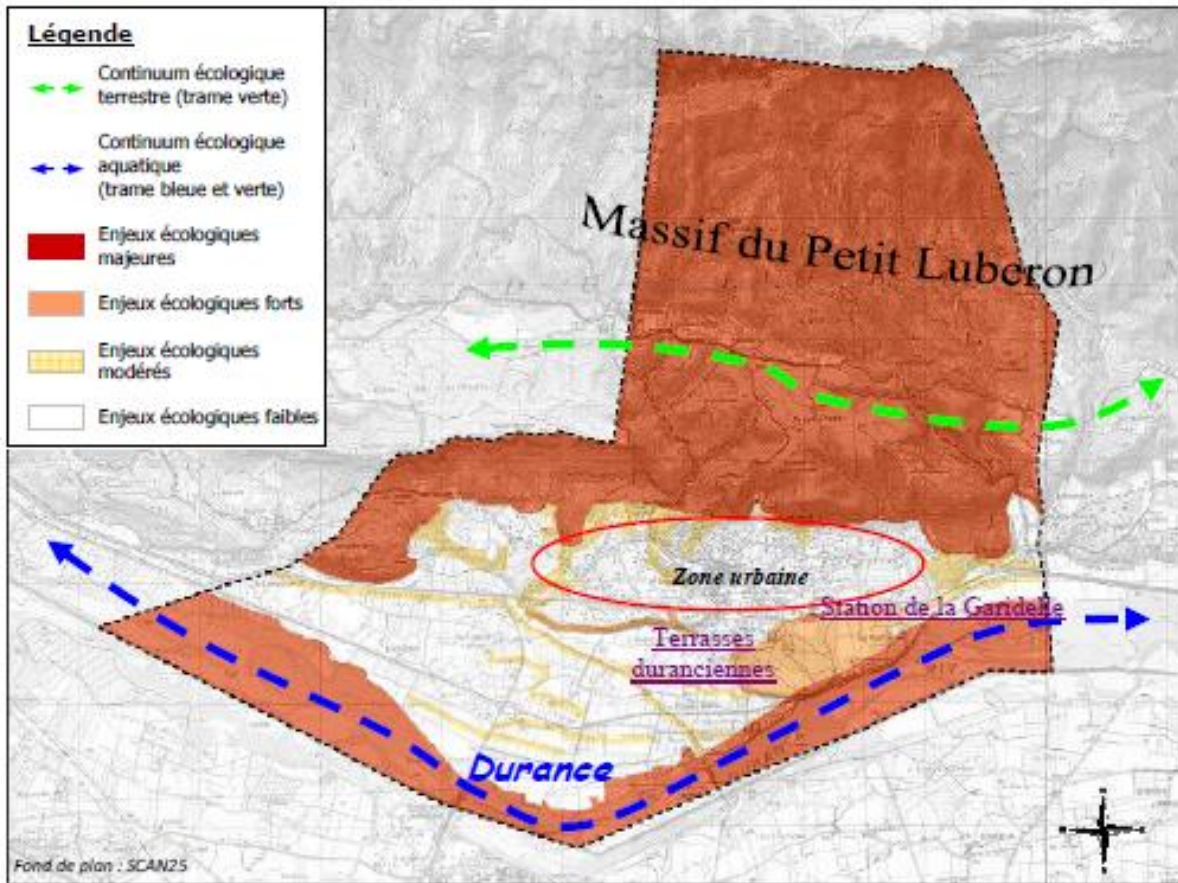 Légende
Continuum écologique
terrestre (trame verte)
Continuum écologique
aquatique
(trame bleue et verte)
Enjeux écologiques
majeures
Enjeux écologiques forts
Enjeux écologiques
modérés
Enjeux écologiques faibles
Massif du Petit Luberon
Zone urbaine
Station de la Garidelle
Terrasses
duranciennes
Durance
Fond de plan : SCAN25